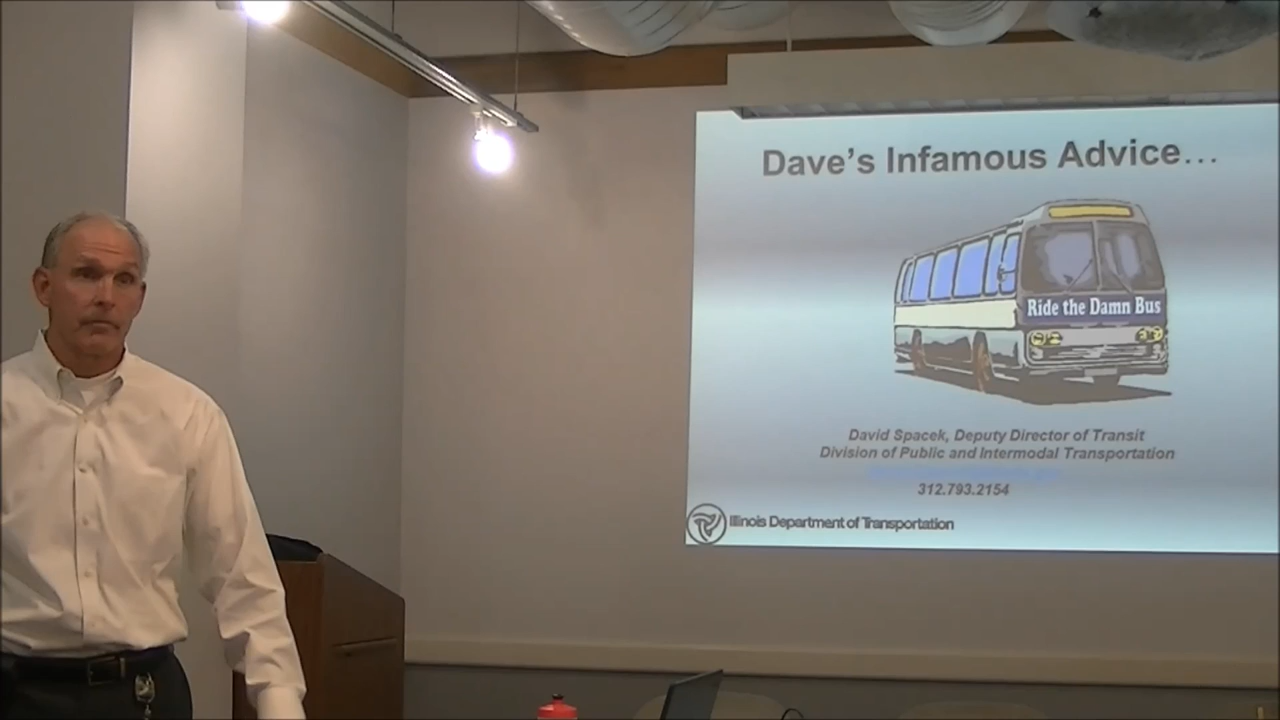 Dave's Infamous Advice…
Ride the Damn Bus
David Spacek, Deputy Director of Transit
Division of Public and Intermodal Transportation
312.793.2154
Illinois Department of Transportation